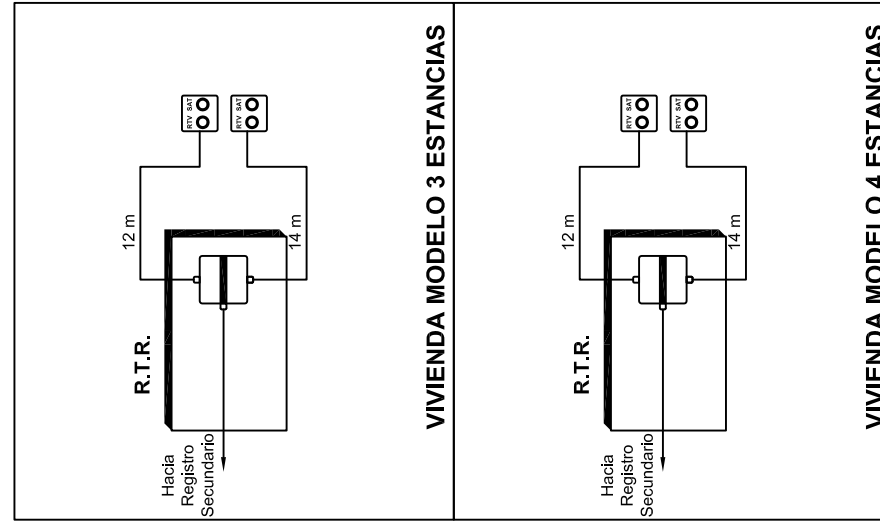 RTV SAT
RTV SAT
12 m
14 m
R.T.R.
Hacia
Registro
Secundario
VIVIENDA MODELO 3 ESTANCIAS
RTV SAT
RTV SAT
12 m
14 m
R.T.R.
Hacia
Registro
Secundario
VIVIENDA MODELO 4 ESTANCIAS